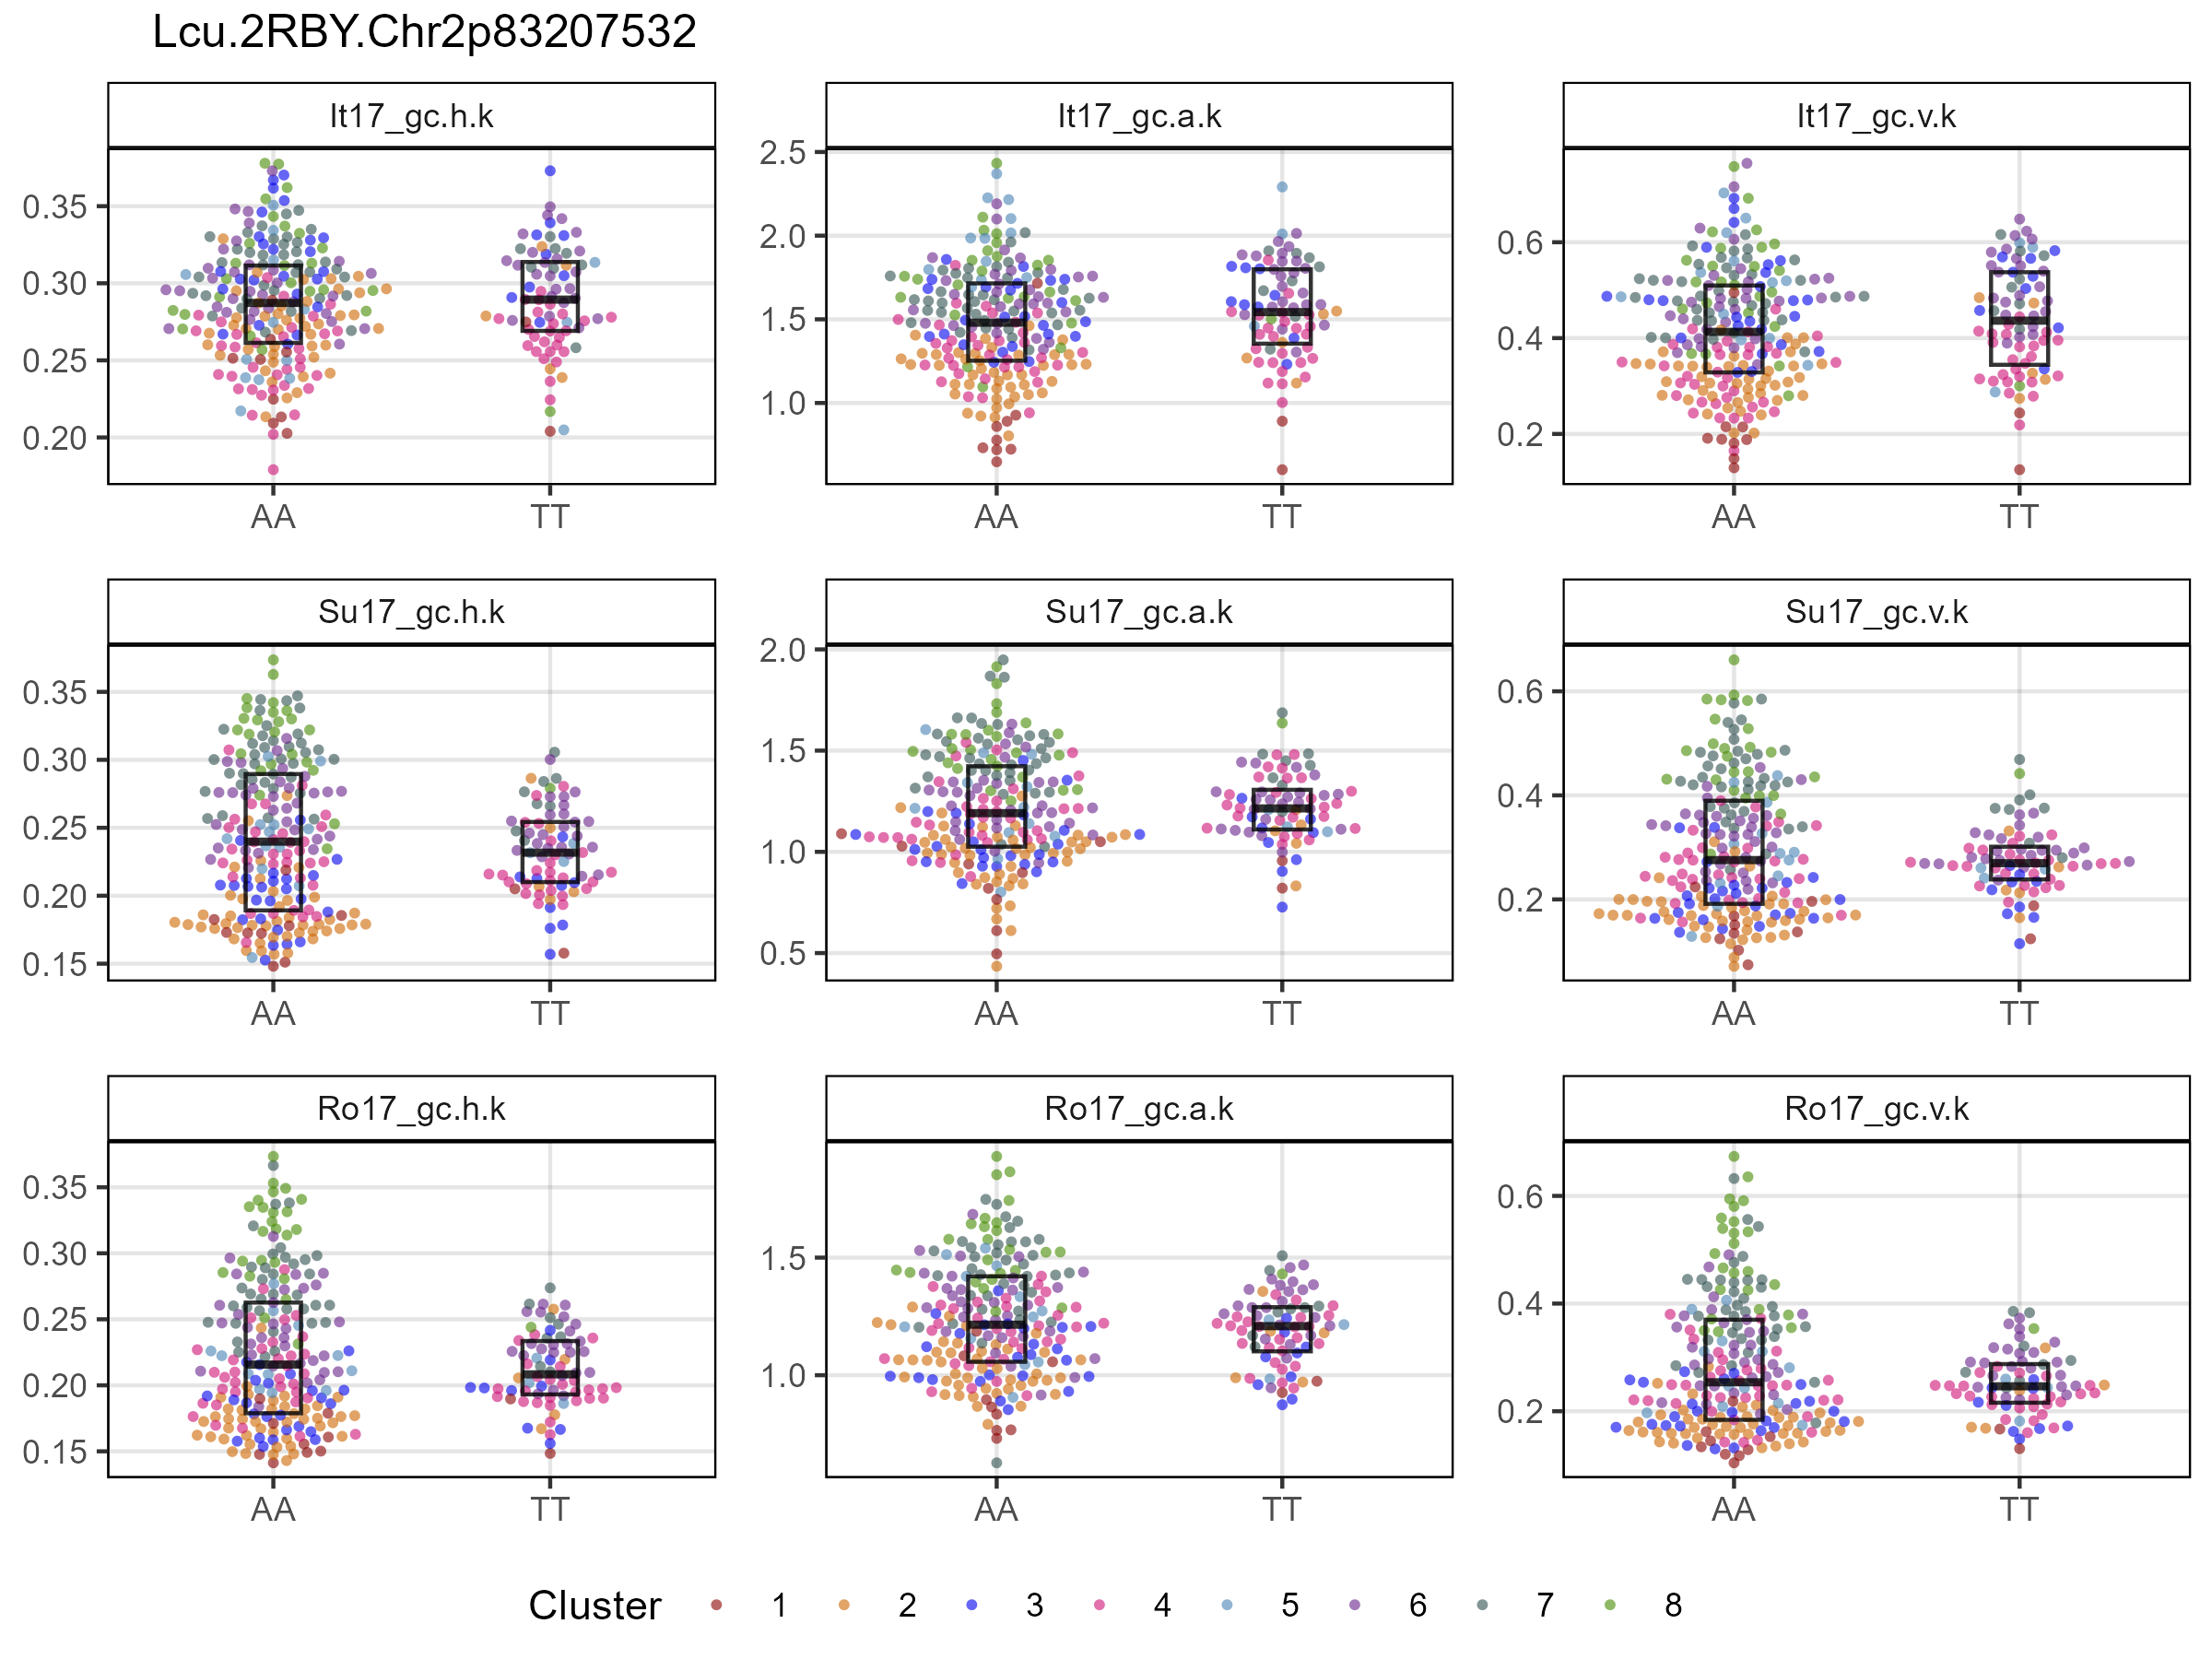 Lcu.2RBY.Chr2p83207532
It17_gc.h.k
It17_gc.a.k
It17_gc.v.k
0.35
0.30
0.25
0.20
2.5
2.0
1.5
1.0
0.6
0.4
0.2
AA
TT
AA
TT
AA
TT
Su17_gc.h.k
Su17_gc.a.k
Su17_gc.v.k
0.35
0.30
0.25
0.20
0.15
2.0
1.5
1.0
0.5
0.6
0.4
0.2
AA
TT
AA
TT
AA
TT
Ro17_gc.h.k
Ro17_gc.a.k
Ro17_gc.v.k
0.35
0.30
0.25
0.20
0.15
1.5
1.0
0.6
0.4
0.2
AA
TT
AA
TT
AA
TT
Cluster 1 2 3 4 5 6 7 8